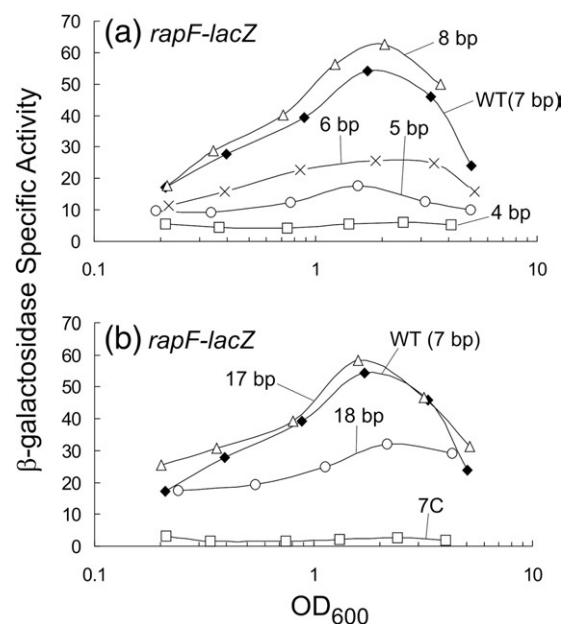 β-galactosidase Specific Activity
(a) rapF-lacZ
70
60
50
40
30
20
10
0
0.1
1
10
8 bp
WT(7 bp)
6 bp
5 bp
4 bp
(b) rapF-lacZ
70
60
50
40
30
20
10
0
0.1
1
10
17 bp
WT (7 bp)
18 bp
7C
OD600